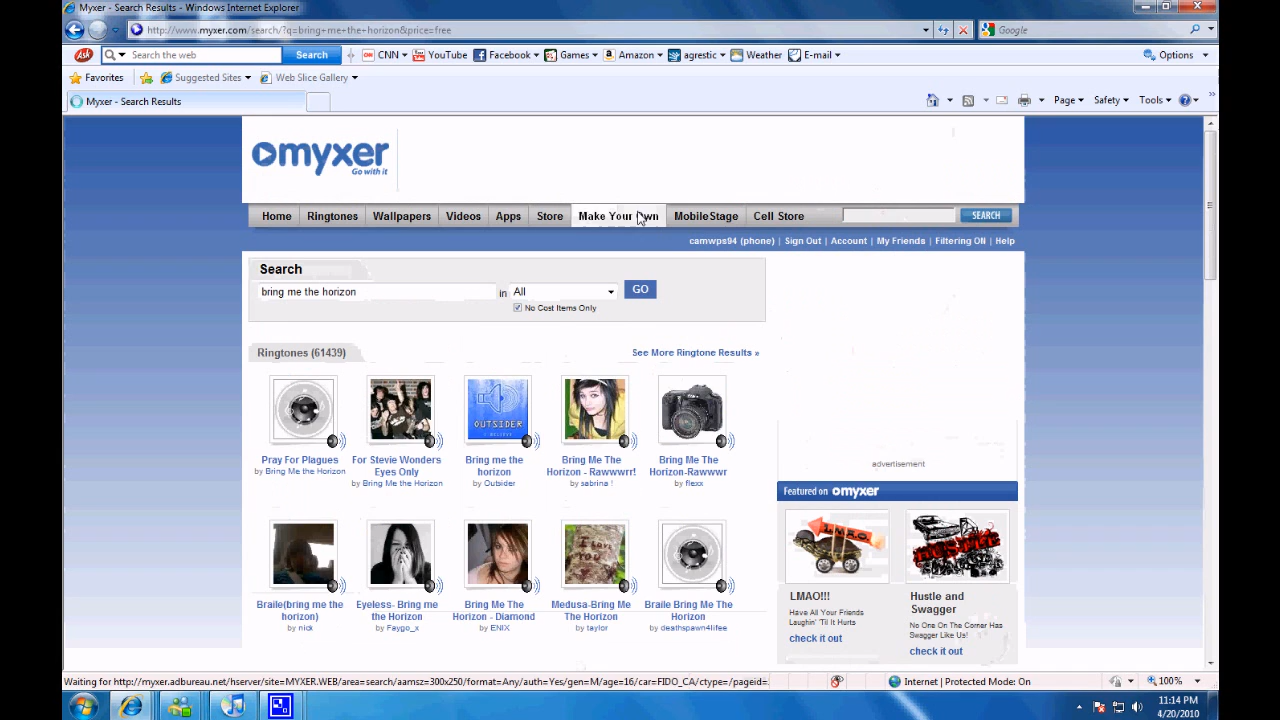 Myxer - Search Results - Windows Internet Explorer
http://www.myxer.com/search/?q=bring+me+the+horizon&price=free
Google
Ask Search the web Search CNN YouTube Facebook Games Amazon agrestic Weather E-mail Options
Favorites Suggested Sites Web Slice Gallery
Myxer - Search Results Page Safety Tools
myxer
Go with it
Home Ringtones Wallpapers Videos Apps Store Make Your Own MobileStage Cell Store SEARCH
camwps94 (phone) | Sign Out | Account | My Friends | Filtering ON | Help
Search
bring me the horizon in All GO
No Cost Items Only
Ringtones (61439) See More Ringtone Results »
OUTSIDER
Pray For Plagues
by Bring Me the Horizon
For Stevie Wonders
Eyes Only
by Bring Me the Horizon
Bring me the
horizon
by Outsider
Bring Me The
Horizon - Rawwwrr!
by sabrina !
Bring Me The
Horizon-Rawwwr
by flexx
advertisement
Featured on myxer
I love
you
L.M.A.O.
HUSTLE
Braile(bring me the
horizon)
by nick
Eyeless- Bring me
the Horizon
by Faygo_x
Bring Me The
Horizon - Diamond
by ENIX
Medusa-Bring Me
The Horizon
by taylor
Braile Bring Me The
Horizon
by deathspawn4lifee
LMAO!!!
Have All Your Friends
Laughin' 'Til It Hurts
check it out
Hustle and
Swagger
No One On The Corner Has
Swagger Like Us!
check it out
Waiting for http://myxer.adbureau.net/hserver/site=MYXER.WEB/area=search/aamsz=300x250/format=Any/auth=Yes/gen=M/age=16/car=FIDO_CA/ctype=/pageid= Internet | Protected Mode: On 100%
11:14 PM
4/20/2010